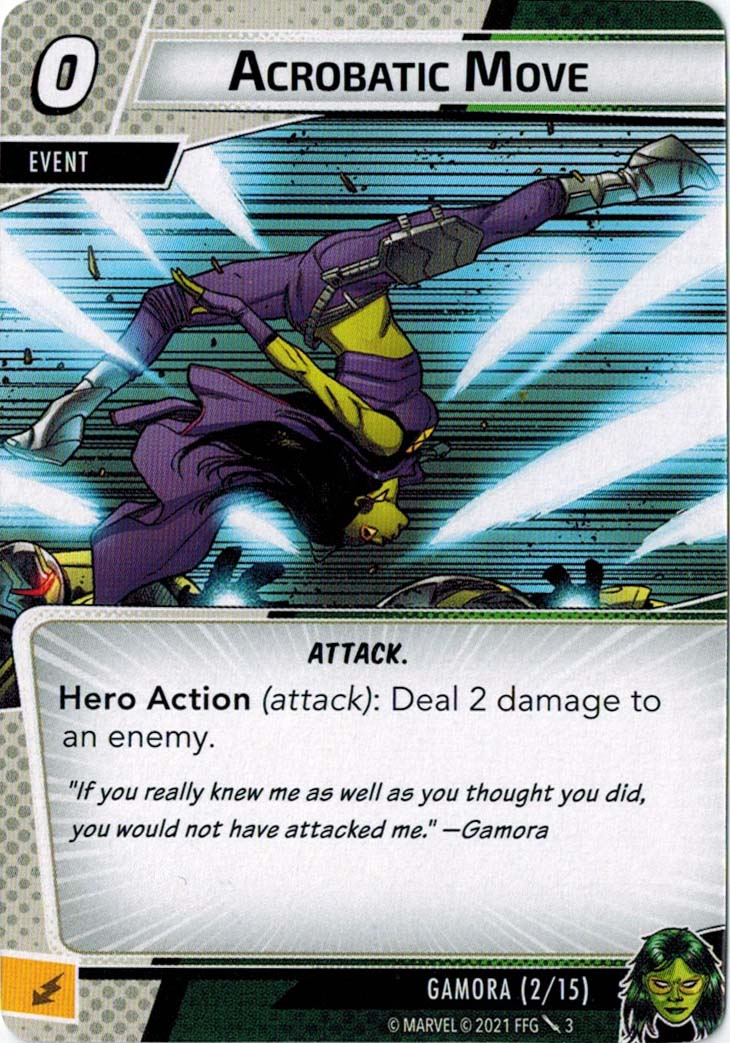 0
ACROBATIC MOVE
EVENT
ATTACK.
Hero Action (attack): Deal 2 damage to
an enemy.
"If you really knew me as well as you thought you did,
you would not have attacked me." —Gamora
GAMORA (2/15)
© MARVEL © 2021 FFG 3